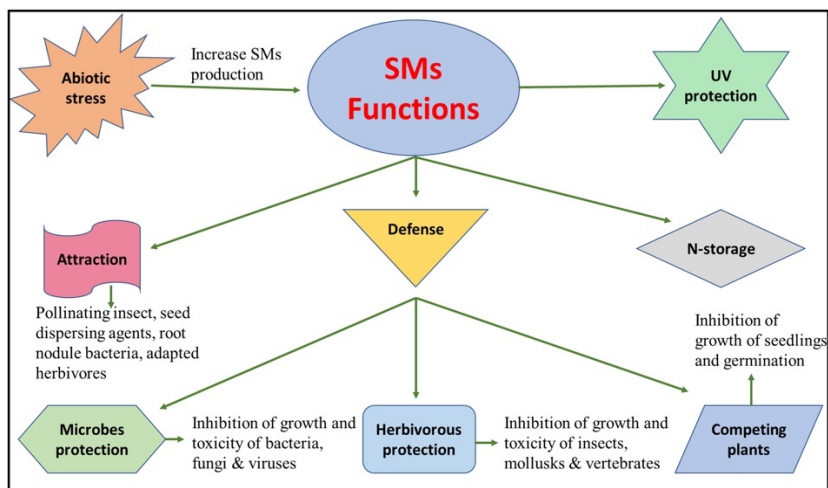 Abiotic
stress
Increase SMs
production
SMs
Functions
UV
protection
Attraction
Defense
N-storage
Pollinating insect, seed
dispersing agents, root
nodule bacteria, adapted
herbivores
Inhibition of
growth of seedlings
and germination
Microbes
protection
Inhibition of growth and
toxicity of bacteria,
fungi & viruses
Herbivorous
protection
Inhibition of growth and
toxicity of insects,
mollusks & vertebrates
Competing
plants